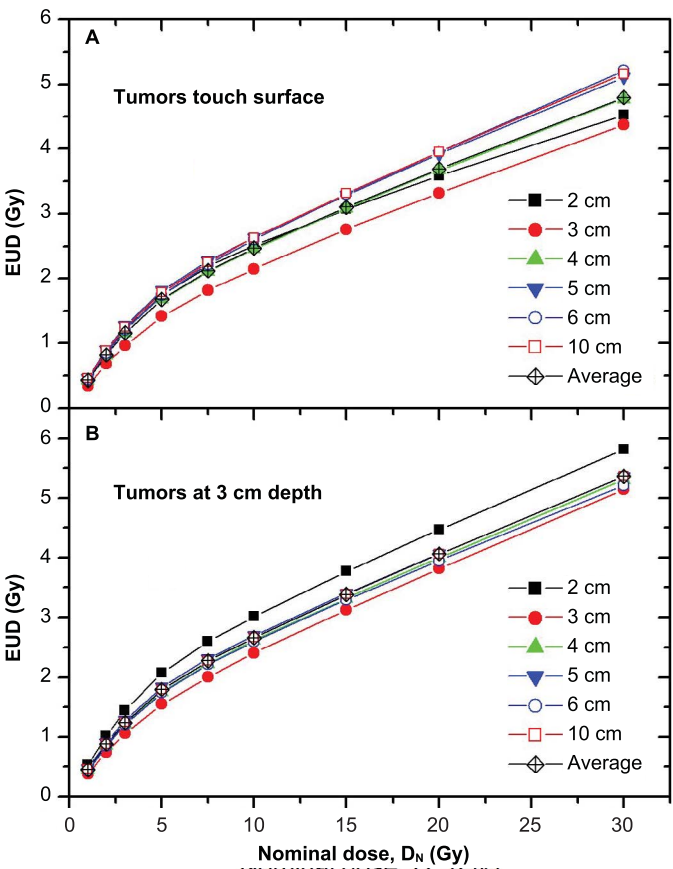 6
A
Tumors touch surface
5
4
3
2
1
0
EUD (Gy)
2 cm
3 cm
4 cm
5 cm
6 cm
10 cm
Average
6
B
Tumors at 3 cm depth
5
4
3
2
1
0
EUD (Gy)
2 cm
3 cm
4 cm
5 cm
6 cm
10 cm
Average
0 5 10 15 20 25 30
Nominal dose, D_N (Gy)